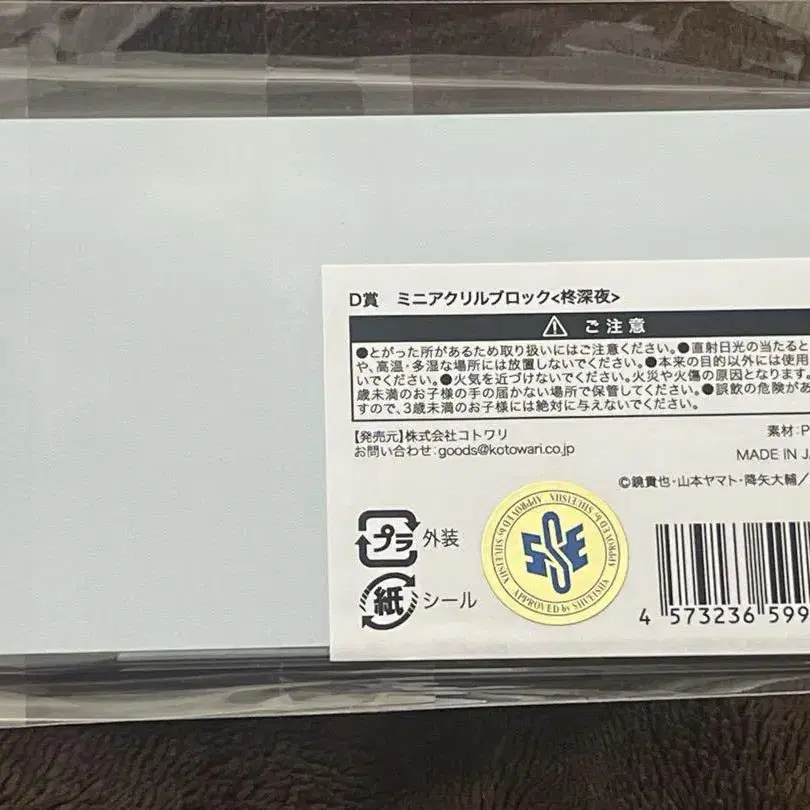 D賞　ミニアクリルブロック<柊深夜>
ご注意
●とがった所があるため取り扱いにはご注意ください。●直射日光の当たると
や、高温・多湿な場所には放置しないでください。●本来の目的以外には使用
いでください。●火気を近づけないでください。火災や火傷の原因となります。
歳未満のお子様の手の届かない場所で保管してください。●誤飲の危険があ
すので、3歳未満のお子様には絶対に与えないでください。
【発売元】株式会社コトワリ
素材:P
お問い合わせ:goods@kotowari.co.jp
MADE IN JA
©鏡貴也・山本ヤマト・降矢大輔/
プラ 外装
紙 シール
APPROVED by SHUEISHA
APPROVED by SHUEISHA
APPROVED by SHUEISHA
4 573236 599